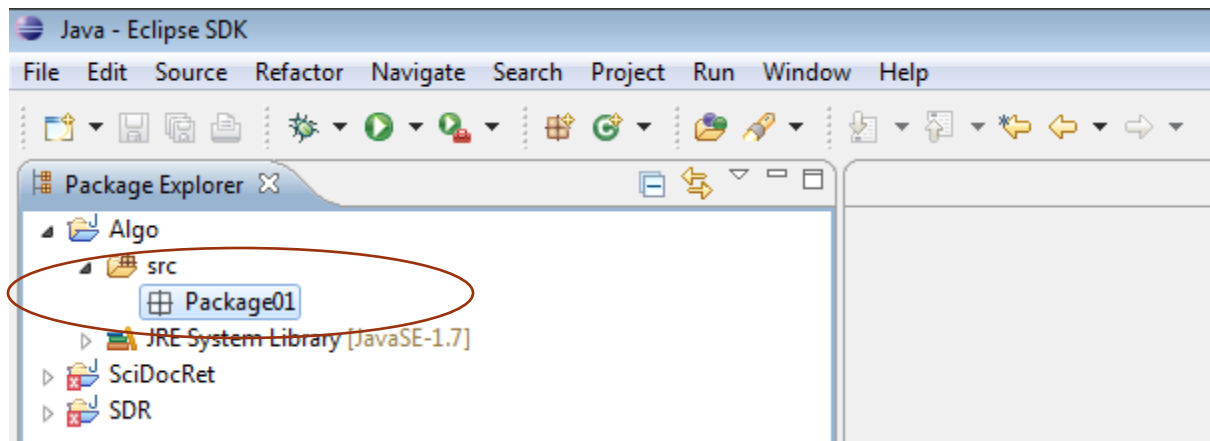 Java - Eclipse SDK
File Edit Source Refactor Navigate Search Project Run Window Help
Package Explorer
Algo
src
Package01
JRE System Library [JavaSE-1.7]
SciDocRet
SDR